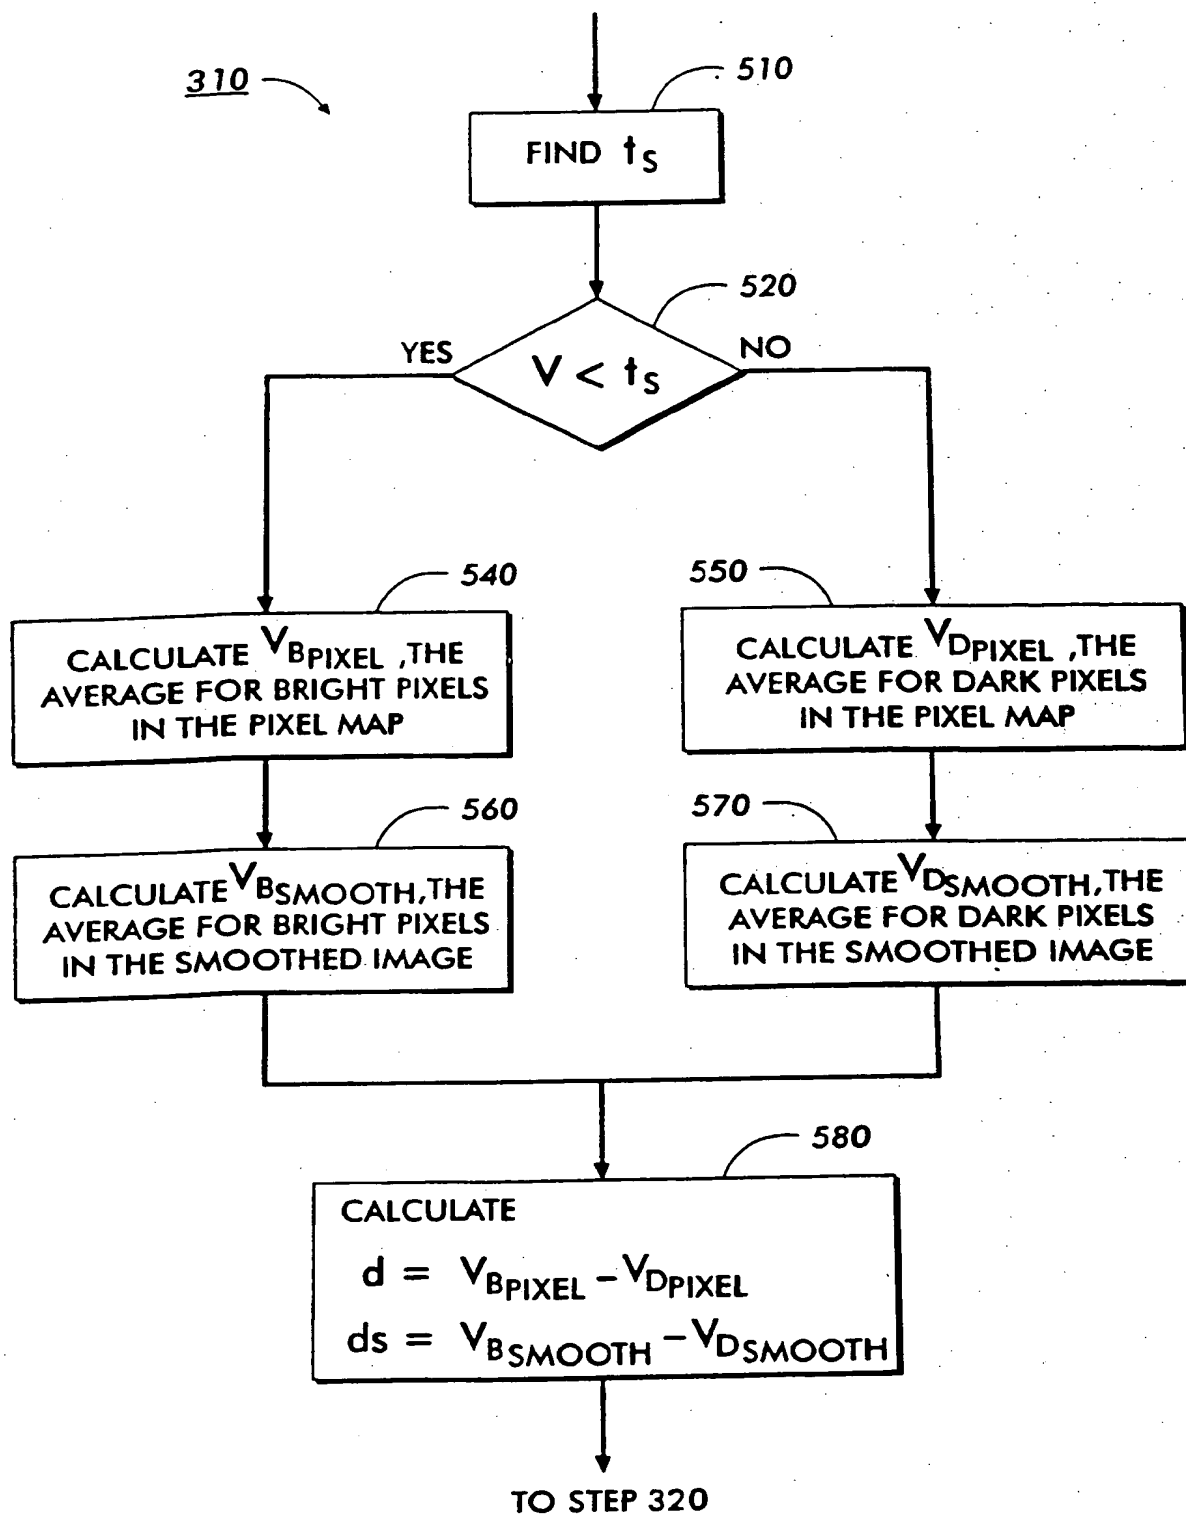 310
510
FIND tS
520
YES
NO
V < tS
540
550
CALCULATE VBPIXEL ,THE
AVERAGE FOR BRIGHT PIXELS
IN THE PIXEL MAP
CALCULATE VDPIXEL ,THE
AVERAGE FOR DARK PIXELS
IN THE PIXEL MAP
560
570
CALCULATE VBSMOOTH, THE
AVERAGE FOR BRIGHT PIXELS
IN THE SMOOTHED IMAGE
CALCULATE VDSMOOTH, THE
AVERAGE FOR DARK PIXELS
IN THE SMOOTHED IMAGE
580
CALCULATE
d = VBPIXEL - VDPIXEL
ds = VBSMOOTH - VDSMOOTH
TO STEP 320